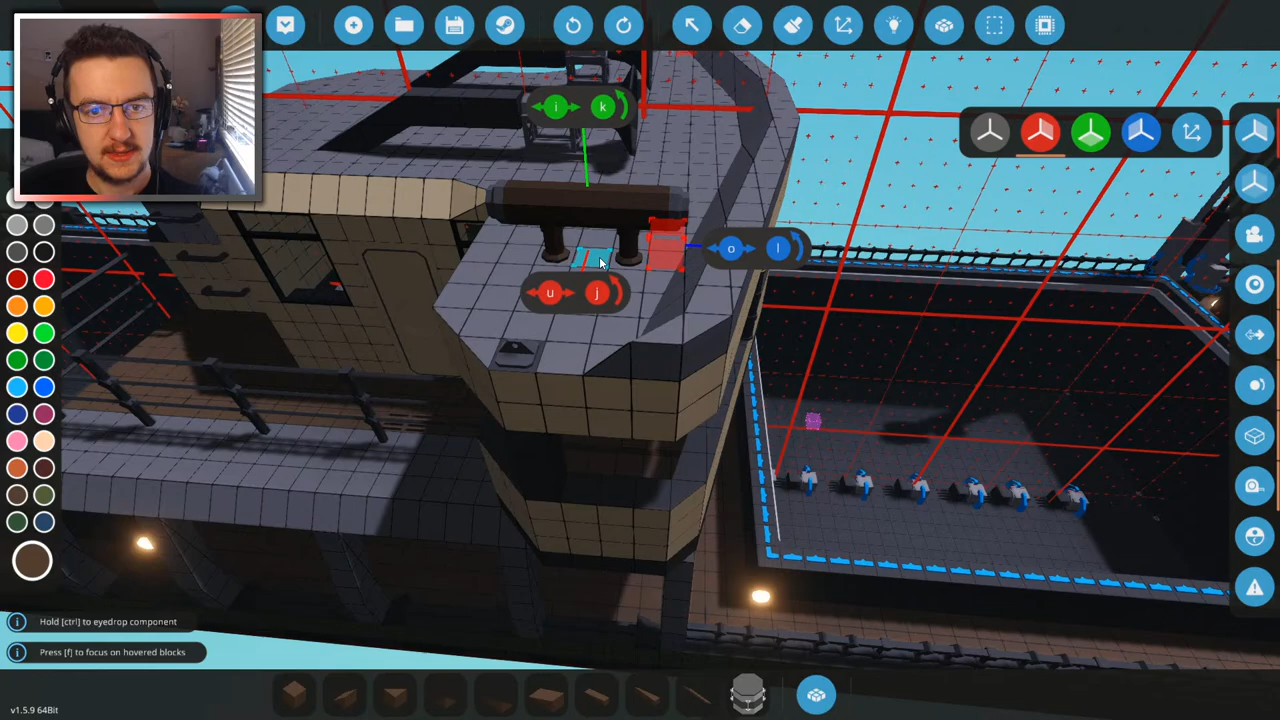 i k
o l
u j
Hold [ctrl] to eyedrop component
Press [f] to focus on hovered blocks
v1.5.9 64Bit